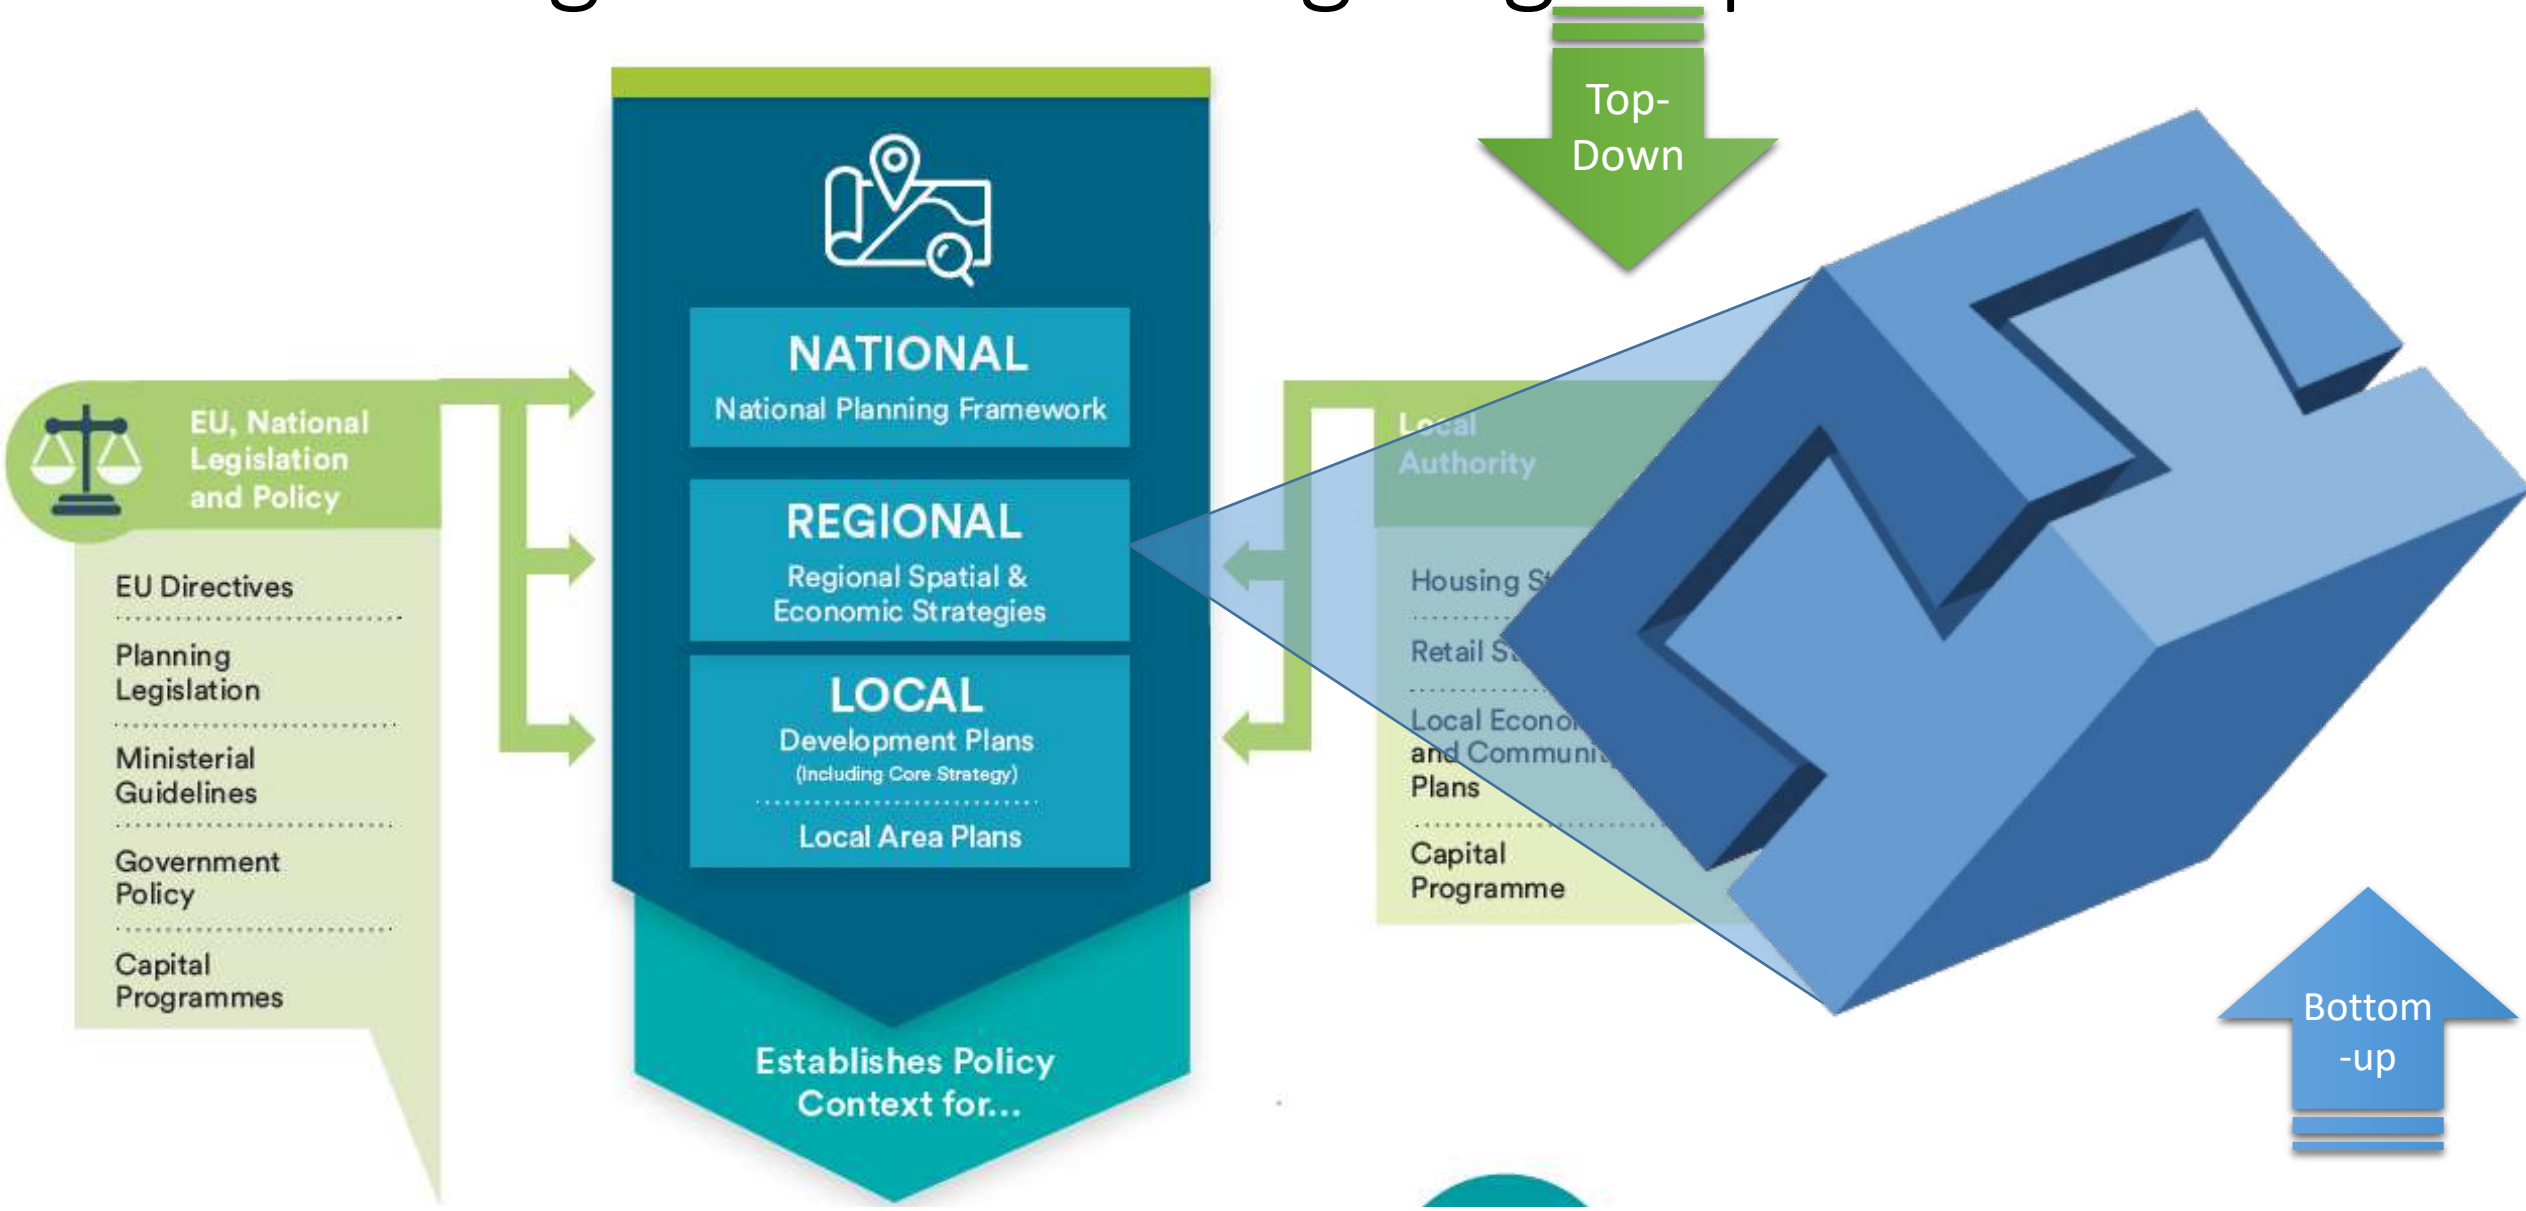 Top-
Down
NATIONAL
National Planning Framework
EU, National
Legislation
and Policy
Local
Authority
REGIONAL
Regional Spatial &
Economic Strategies
EU Directives
Planning
Legislation
Ministerial
Guidelines
Government
Policy
Capital
Programmes
LOCAL
Development Plans
(Including Core Strategy)
Local Area Plans
Housing
Retail
Local
and
Plans
Capital
Programme
Establishes Policy
Context for...
Bottom
-up